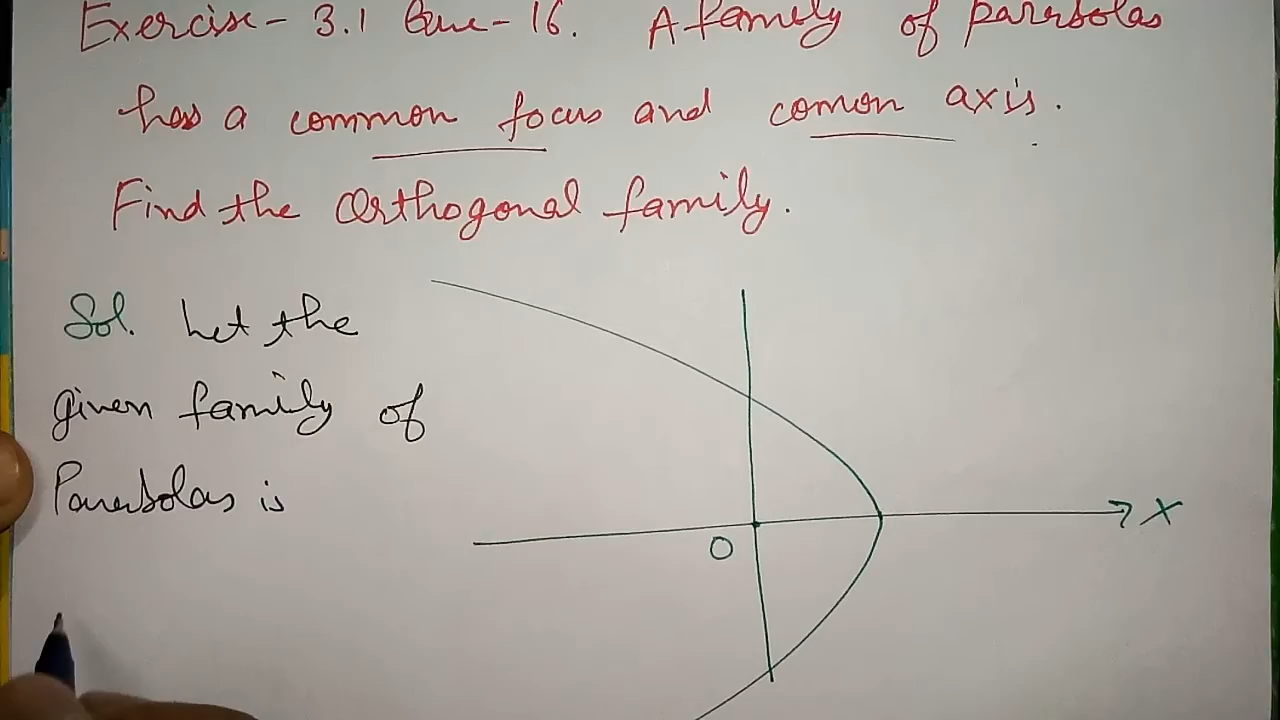 Exercise- 3.1 Que- 16. A family of parabolas
has a common focus and comon axis.
Find the Orthogonal family.
Sol. Let the
given family of
Parabolas is
O
X